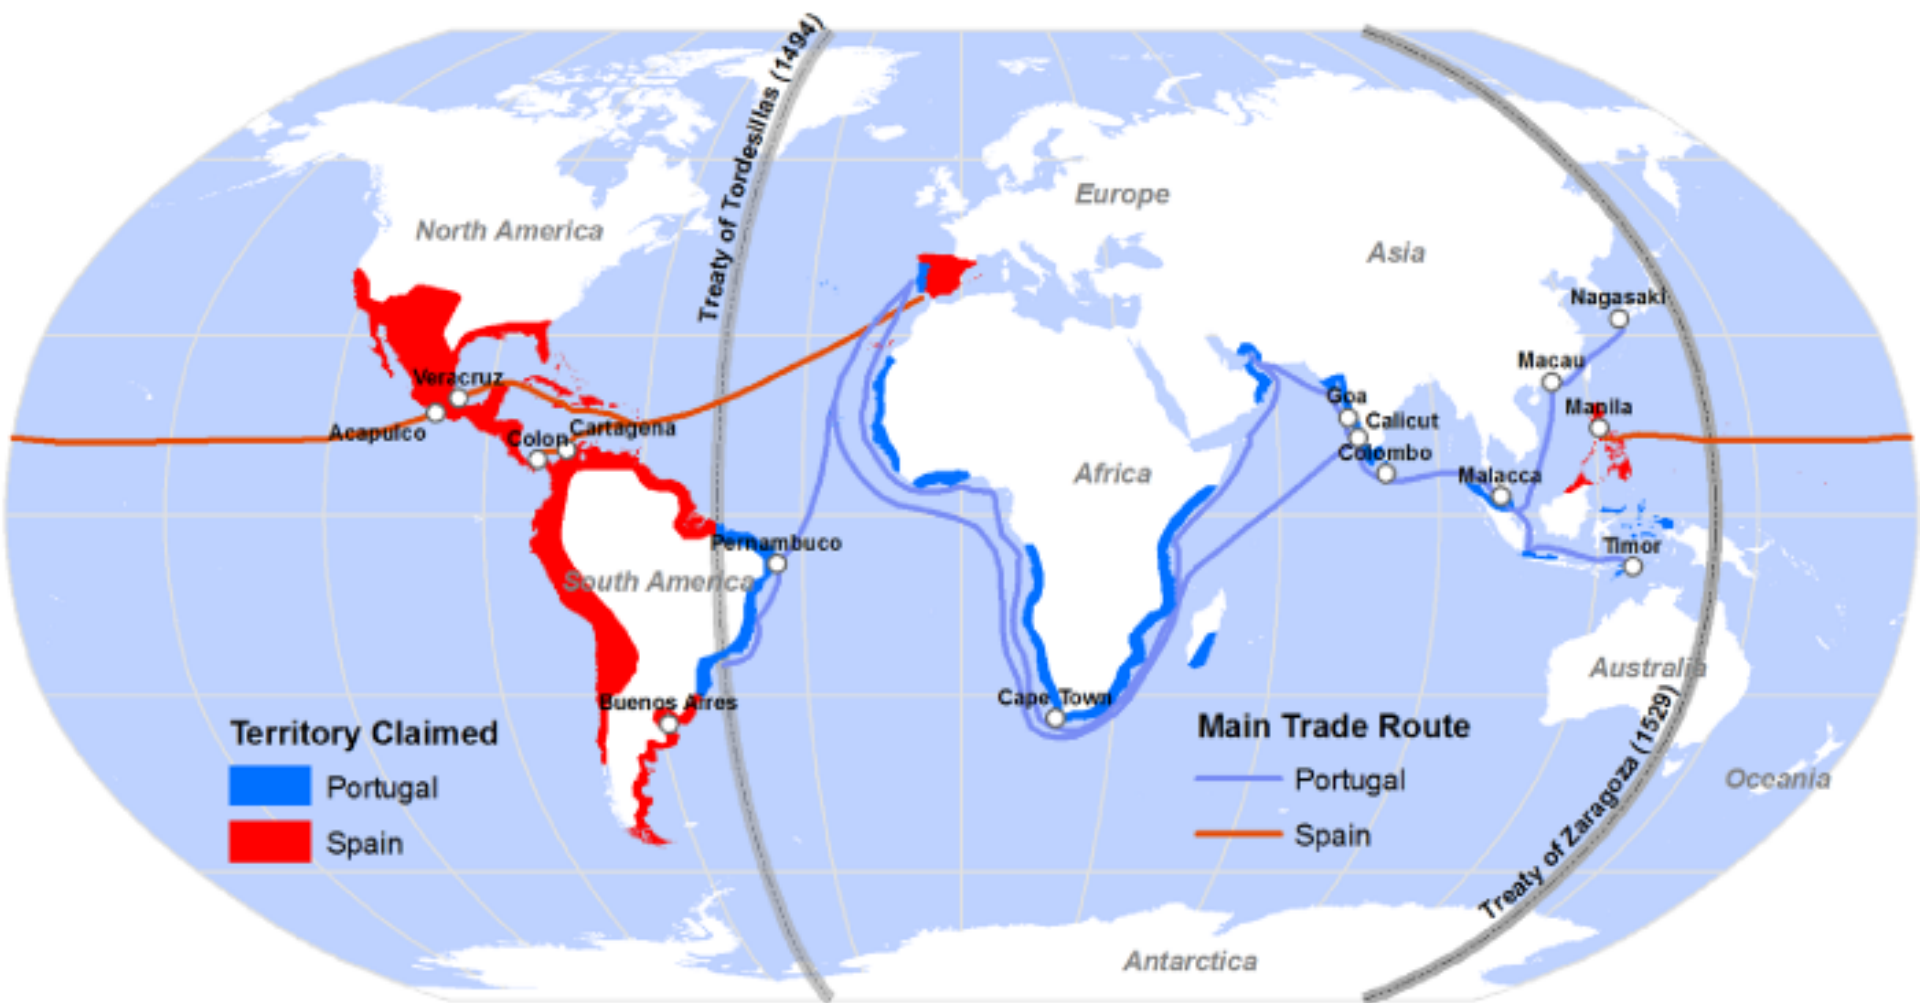 Treaty of Tordesillas (1494)
Europe
North America
Asia
Nagasaki
Macau
Veracruz
Goa
Manila
Acapulco
Colon
Cartagena
Calicut
Colombo
Africa
Malacca
Pernambuco
Timor
South America
Australia
Buenos Aires
Cape Town
Territory Claimed
Portugal
Spain
Main Trade Route
Portugal
Spain
Oceania
Treaty of Zaragoza (1529)
Antarctica